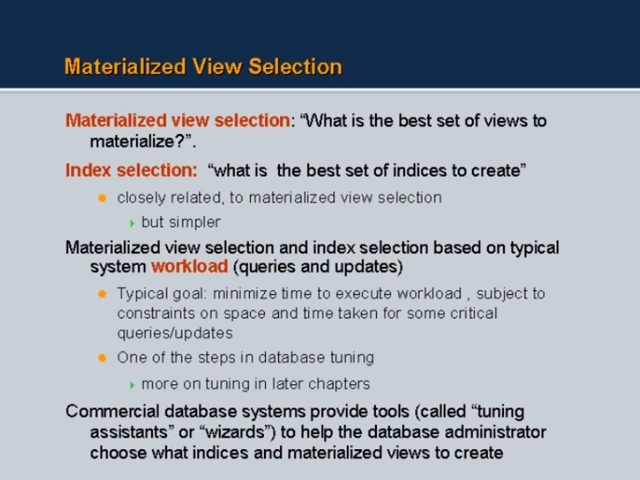 Materialized View Selection
Materialized view selection: “What is the best set of views to
materialize?”.
Index selection: “what is the best set of indices to create”
closely related, to materialized view selection
but simpler
Materialized view selection and index selection based on typical
system workload (queries and updates)
Typical goal: minimize time to execute workload , subject to
constraints on space and time taken for some critical
queries/updates
One of the steps in database tuning
more on tuning in later chapters
Commercial database systems provide tools (called “tuning
assistants” or “wizards”) to help the database administrator
choose what indices and materialized views to create